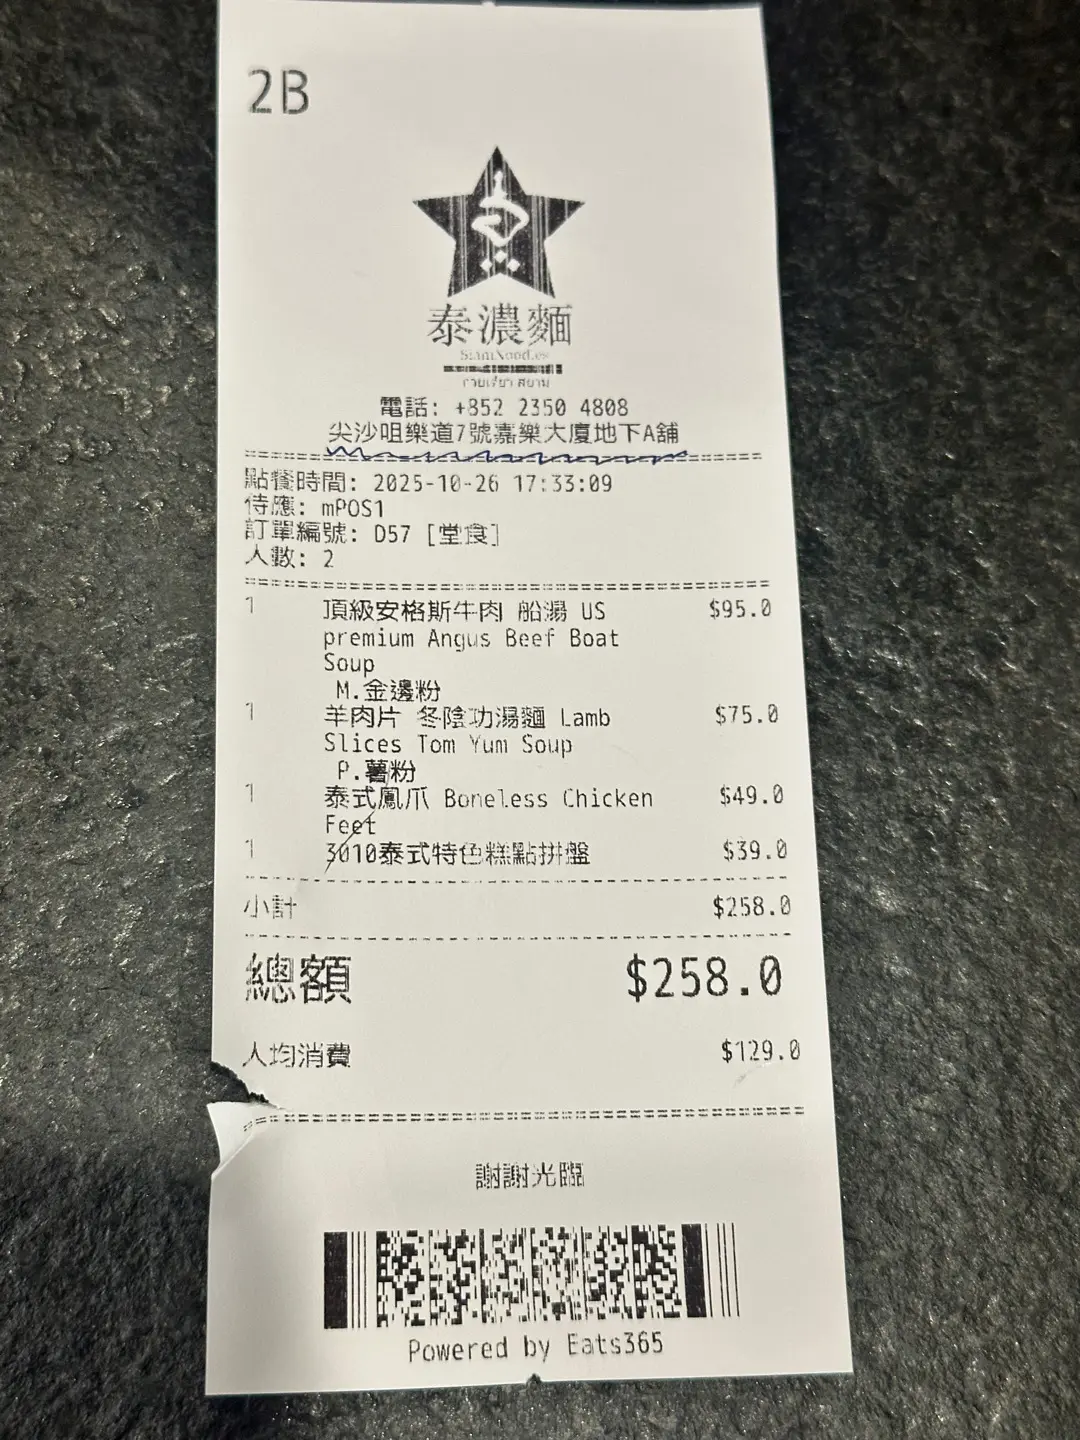 2B
泰濃麵
SiamNoodles
電話: +852 2350 4808
尖沙咀樂道7號嘉樂大廈地下A舖
點餐時間: 2025-10-26 17:33:09
侍應: mPOS1
訂單編號: D57 [堂食]
人數: 2
1 頂級安格斯牛肉 船湯 US $95.0
premium Angus Beef Boat
Soup
M.金邊粉
1 羊肉片 冬陰功湯麵 Lamb $75.0
Slices Tom Yum Soup
P.薯粉
1 泰式鳳爪 Boneless Chicken $49.0
Feet
1 3010泰式特色糕點拼盤 $39.0
小計 $258.0
總額 $258.0
人均消費 $129.0
謝謝光臨
Powered by Eats365